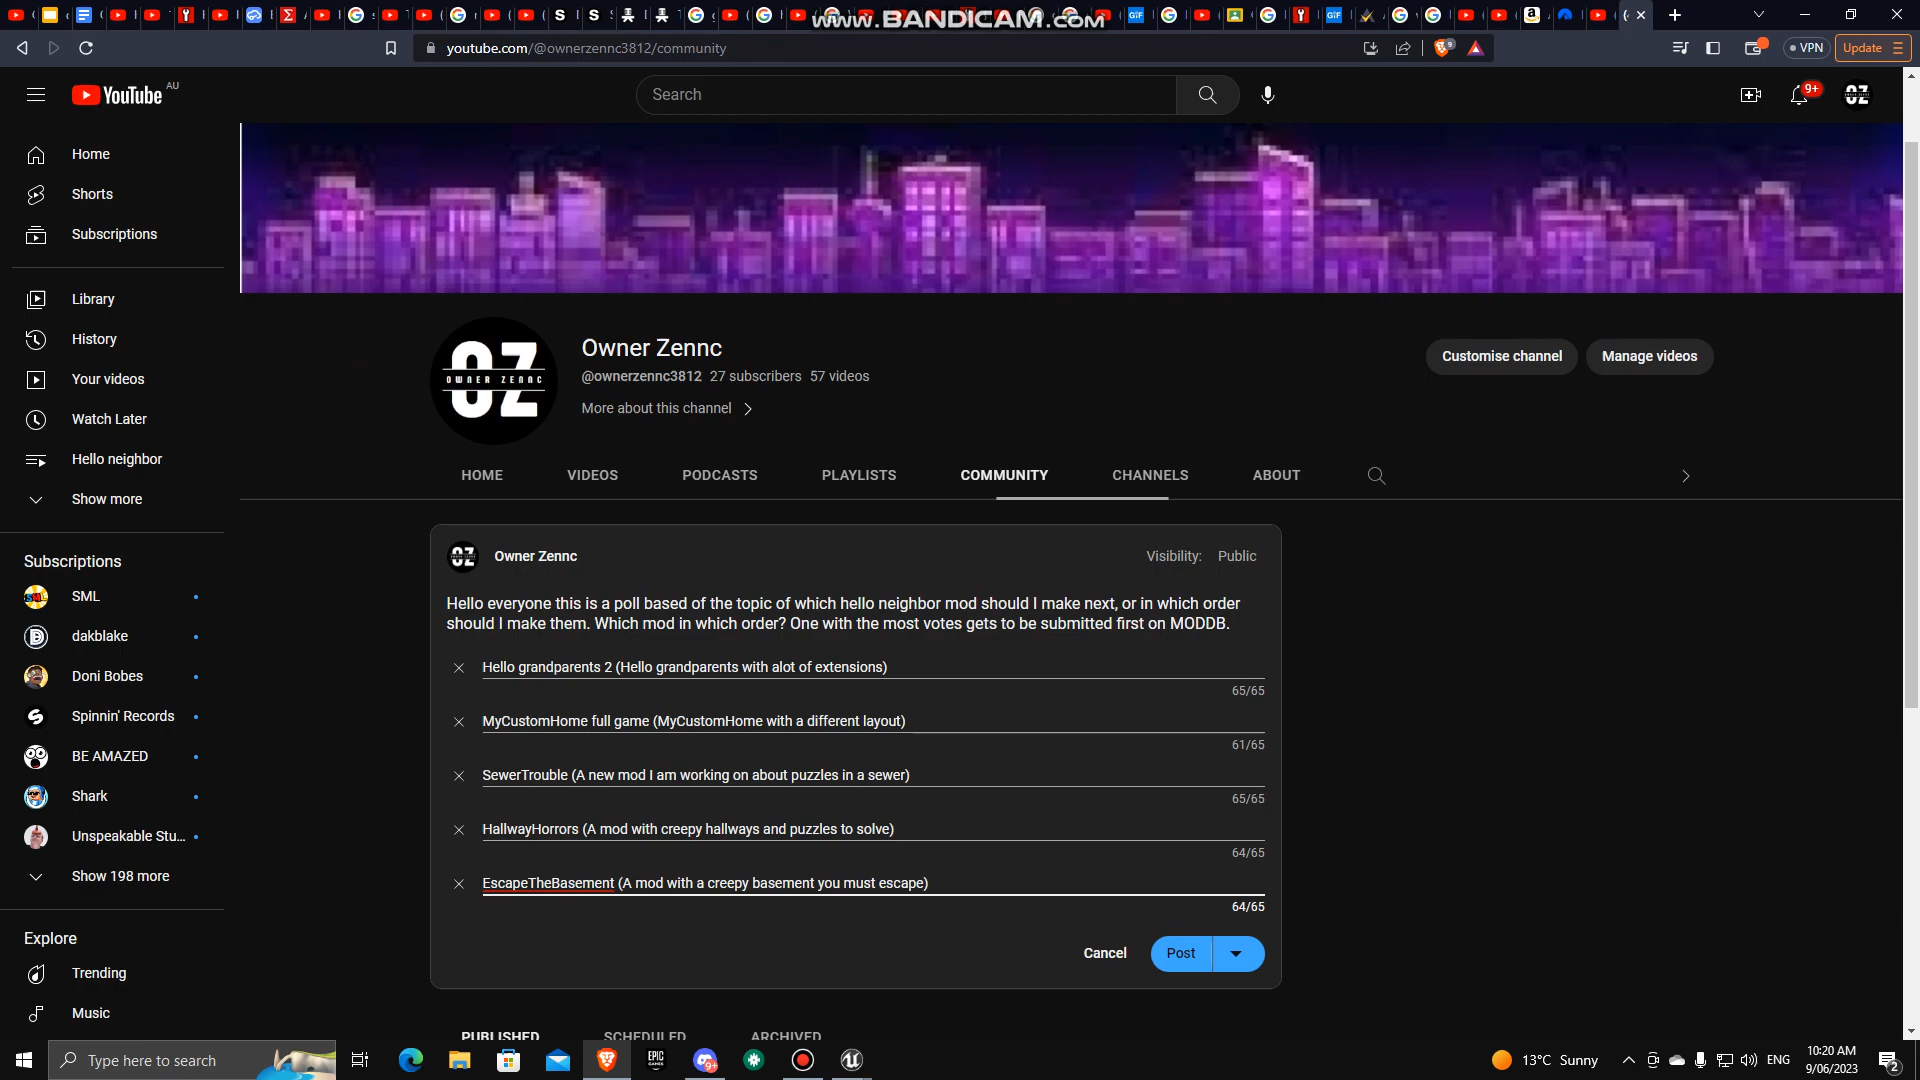 www.BANDICAM.com
youtube.com/@ownerzennc3812/community
9
VPN
Update
YouTube AU
Search
9+
OZ
Home
Shorts
Subscriptions
Library
History
Your videos
Watch Later
Hello neighbor
Show more
Subscriptions
SML
dakblake
Doni Bobes
Spinnin' Records
BE AMAZED
Shark
Unspeakable Stu...
Show 198 more
Explore
Trending
Music
OZ
OWNER ZENNC
Owner Zennc
@ownerzennc3812 27 subscribers 57 videos
More about this channel
Customise channel
Manage videos
HOME VIDEOS PODCASTS PLAYLISTS COMMUNITY CHANNELS ABOUT
OZ
Owner Zennc
Visibility: Public
Hello everyone this is a poll based of the topic of which hello neighbor mod should I make next, or in which order
should I make them. Which mod in which order? One with the most votes gets to be submitted first on MODDB.
Hello grandparents 2 (Hello grandparents with alot of extensions)
65/65
MyCustomHome full game (MyCustomHome with a different layout)
61/65
SewerTrouble (A new mod I am working on about puzzles in a sewer)
65/65
HallwayHorrors (A mod with creepy hallways and puzzles to solve)
64/65
EscapeTheBasement (A mod with a creepy basement you must escape)
64/65
Cancel
Post
PUBLISHED SCHEDULED ARCHIVED
Type here to search
EPIC GAMES
9+
13°C Sunny
ENG
10:20 AM
9/06/2023
2